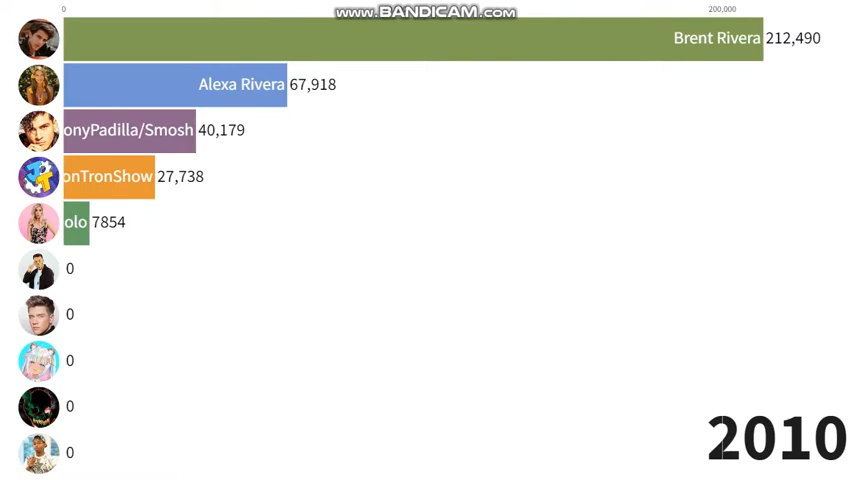 www.BANDICAM.com
0 200,000
Brent Rivera 212,490
Alexa Rivera 67,918
onyPadilla/Smosh 40,179
onTronShow 27,738
olo 7854
0
0
0
0
0
2010